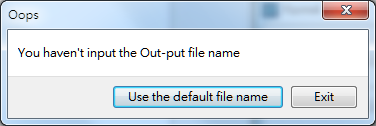 Oops
You haven't input the Out-put file name
Use the default file name
Exit